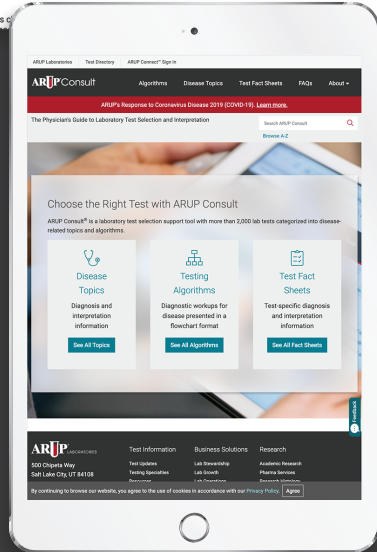 ARUP Laboratories Test Directory ARUP Connect™ Sign In
ARUP Consult Algorithms Disease Topics Test Fact Sheets FAQs About
ARUP's Response to Coronavirus Disease 2019 (COVID-19). Learn more.
The Physician's Guide to Laboratory Test Selection and Interpretation
Search ARUP Consult
Browse A-Z
Choose the Right Test with ARUP Consult
ARUP Consult® is a laboratory test selection support tool with more than 2,000 lab tests categorized into disease-
related topics and algorithms.
Disease
Topics
Diagnosis and
interpretation
information
See All Topics
Testing
Algorithms
Diagnostic workups for
disease presented in a
flowchart format
See All Algorithms
Test Fact
Sheets
Test-specific diagnosis
and interpretation
information
See All Fact Sheets
Feedback
ARUP LABORATORIES
500 Chipeta Way
Salt Lake City, UT 84108
Test Information
Test Updates
Testing Specialties
Resources
Business Solutions
Lab Stewardship
Lab Growth
Lab Operations
Research
Academic Research
Pharma Services
Research Histology
By continuing to browse our website, you agree to the use of cookies in accordance with our Privacy Policy. Agree